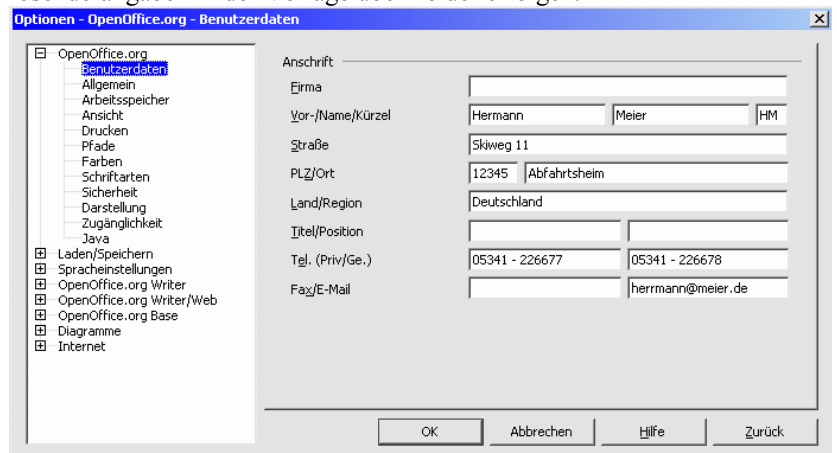 Optionen - OpenOffice.org - Benutzerdaten
OpenOffice.org
Benutzerdaten
Allgemein
Arbeitsspeicher
Ansicht
Drucken
Pfade
Farben
Schriftarten
Sicherheit
Darstellung
Zugänglichkeit
Java
Laden/Speichern
Spracheinstellungen
OpenOffice.org Writer
OpenOffice.org Writer/Web
OpenOffice.org Base
Diagramme
Internet
Anschrift
Firma
Vor-/Name/Kürzel Hermann Meier HM
Straße Skiweg 11
PLZ/Ort 12345 Abfahrtsheim
Land/Region Deutschland
Titel/Position
Tel. (Priv/Ge.) 05341 - 226677 05341 - 226678
Fax/E-Mail herrmann@meier.de
OK Abbrechen Hilfe Zurück